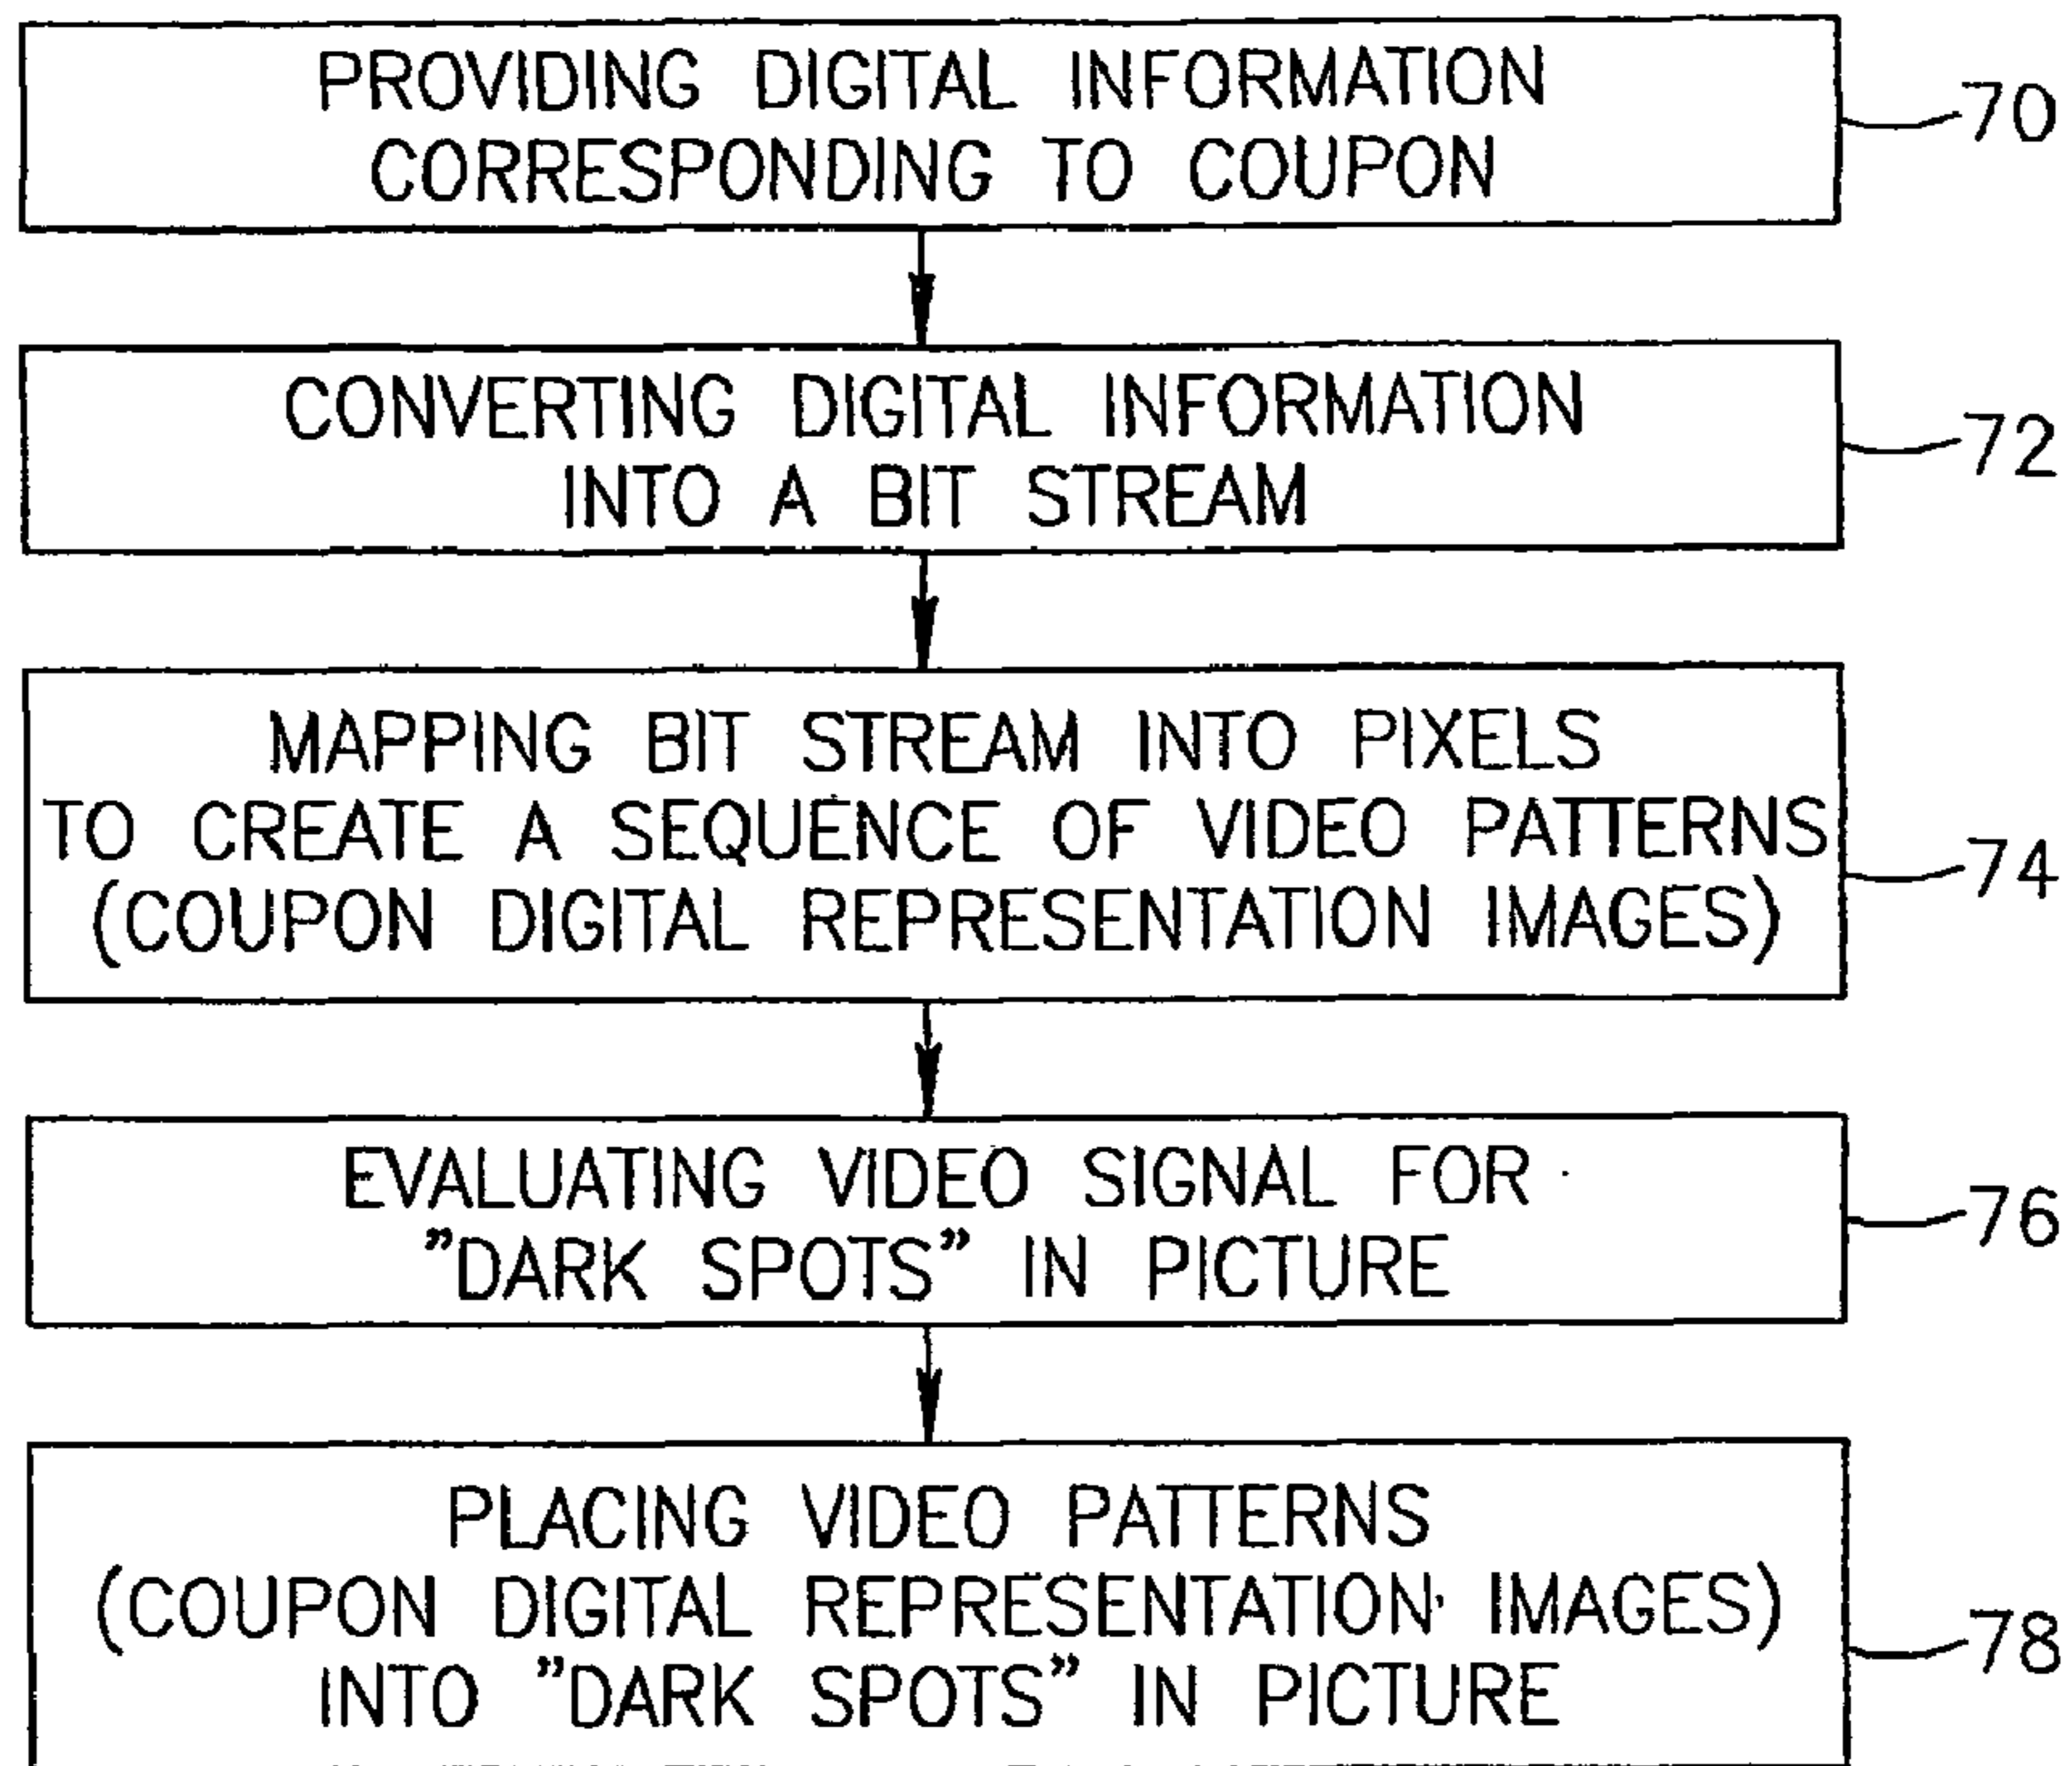 PROVIDING DIGITAL INFORMATION
CORRESPONDING TO COUPON
70
CONVERTING DIGITAL INFORMATION
INTO A BIT STREAM
72
MAPPING BIT STREAM INTO PIXELS
TO CREATE A SEQUENCE OF VIDEO PATTERNS
(COUPON DIGITAL REPRESENTATION IMAGES)
74
EVALUATING VIDEO SIGNAL FOR
”DARK SPOTS” IN PICTURE
76
PLACING VIDEO PATTERNS
(COUPON DIGITAL REPRESENTATION IMAGES)
INTO ”DARK SPOTS” IN PICTURE
78